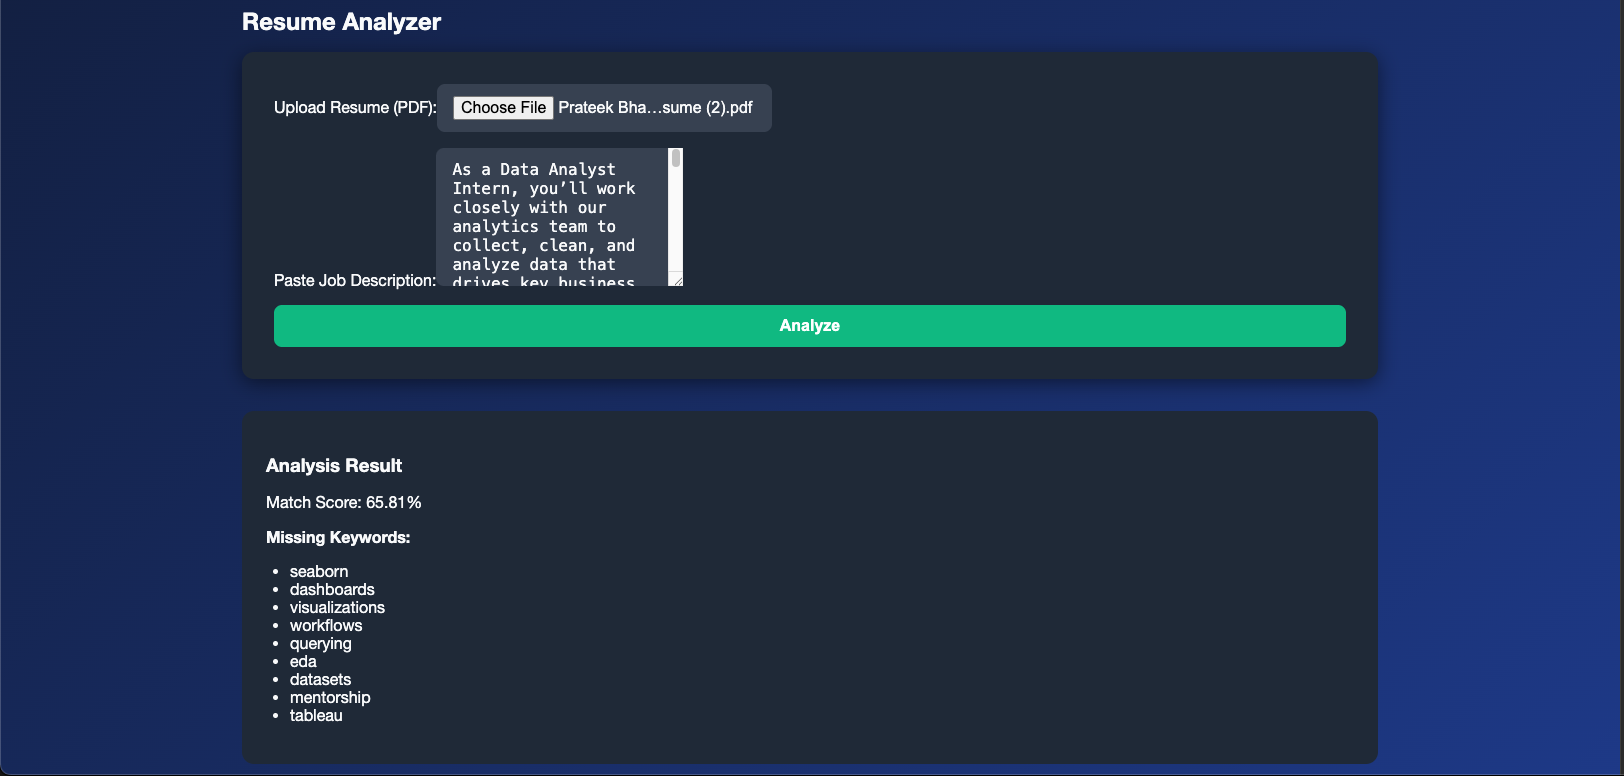 Resume Analyzer
Upload Resume (PDF): Choose File Prateek Bha...sume (2).pdf
As a Data Analyst
Intern, you’ll work
closely with our
analytics team to
collect, clean, and
analyze data that
drives key business
Paste Job Description:
Analyze
Analysis Result
Match Score: 65.81%
Missing Keywords:
• seaborn
• dashboards
• visualizations
• workflows
• querying
• eda
• datasets
• mentorship
• tableau